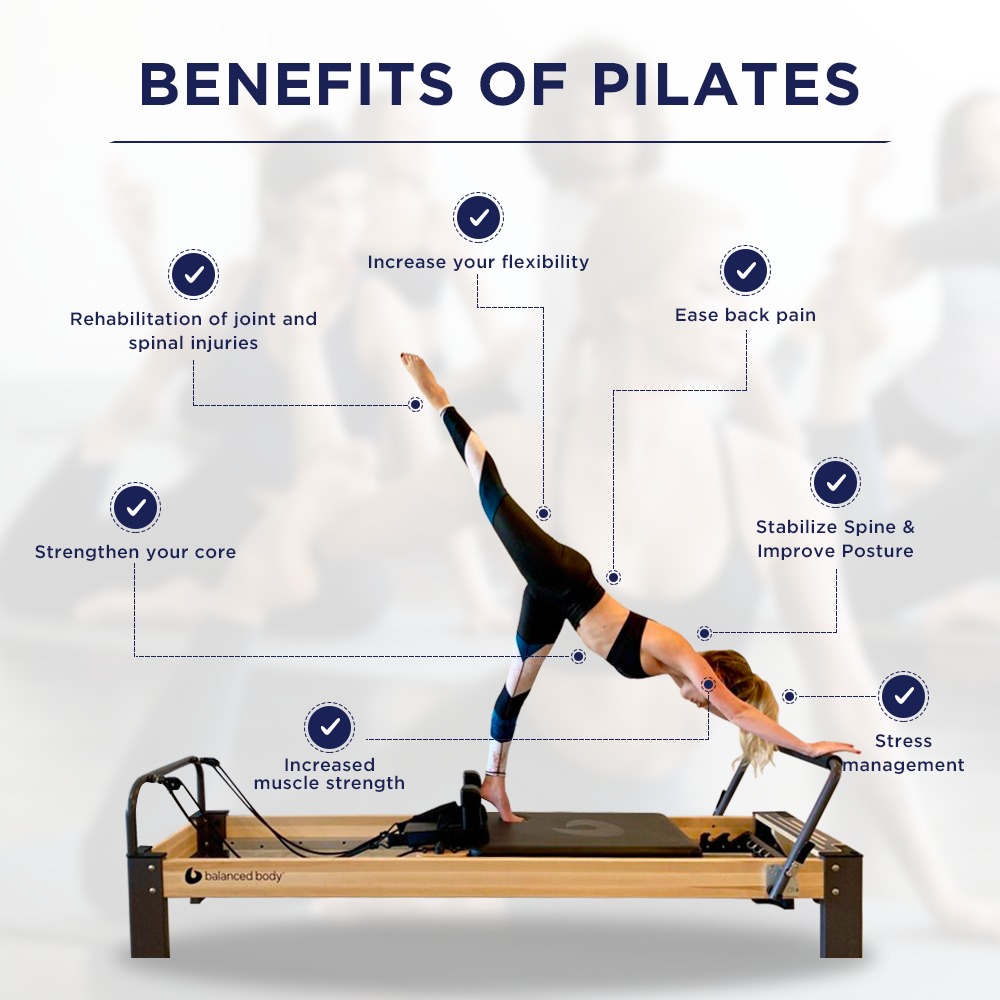 BENEFITS OF PILATES
Increase your flexibility
Rehabilitation of joint and
spinal injuries
Ease back pain
Strengthen your core
Stabilize Spine &
Improve Posture
Increased
muscle strength
Stress
management
balanced body